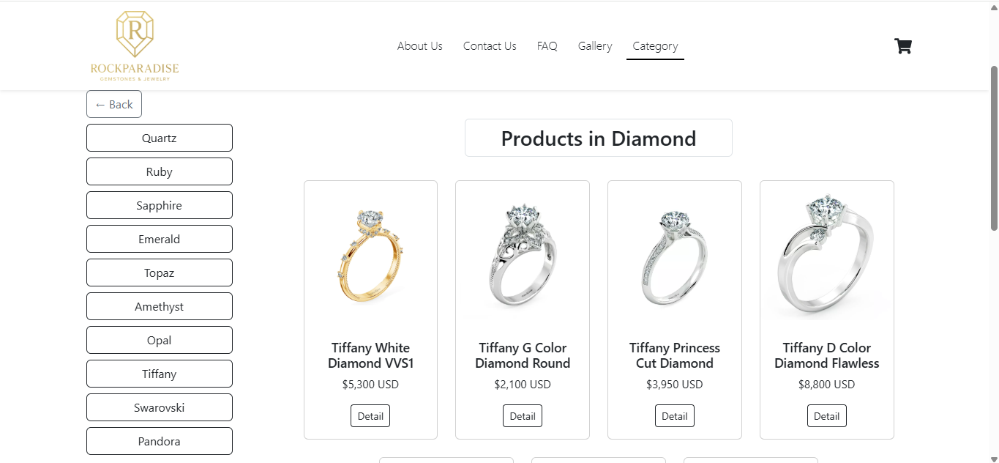 R
ROCKPARADISE
GEMSTONES & JEWELRY
About Us
Contact Us
FAQ
Gallery
Category
← Back
Quartz
Ruby
Sapphire
Emerald
Topaz
Amethyst
Opal
Tiffany
Swarovski
Pandora
Products in Diamond
Tiffany White
Diamond VVS1
$5,300 USD
Detail
Tiffany G Color
Diamond Round
$2,100 USD
Detail
Tiffany Princess
Cut Diamond
$3,950 USD
Detail
Tiffany D Color
Diamond Flawless
$8,800 USD
Detail